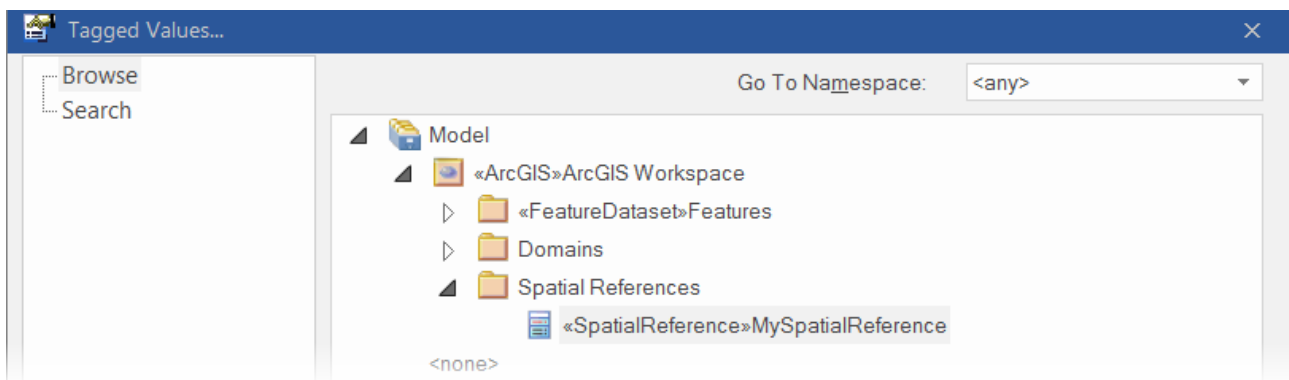 Tagged Values...
Browse
Search
Go To Namespace: <any>
Model
«ArcGIS»ArcGIS Workspace
«FeatureDataset»Features
Domains
Spatial References
«SpatialReference»MySpatialReference
<none>